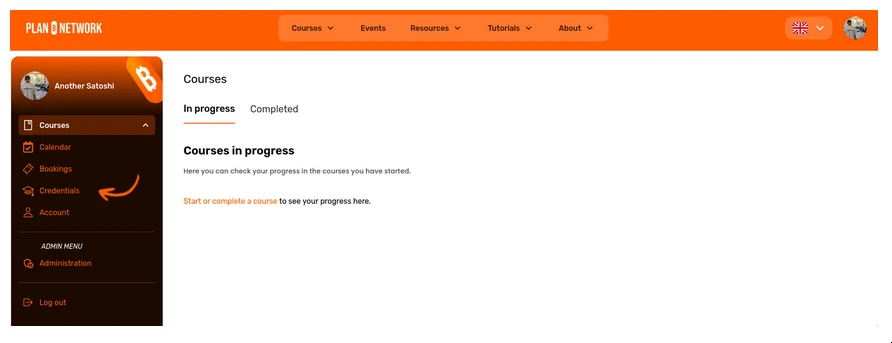 PLAN B NETWORK
Courses
Events
Resources
Tutorials
About
Another Satoshi
Courses
Calendar
Bookings
Credentials
Account
ADMIN MENU
Administration
Log out
Courses
In progress
Completed
Courses in progress
Here you can check your progress in the courses you have started.
Start or complete a course to see your progress here.